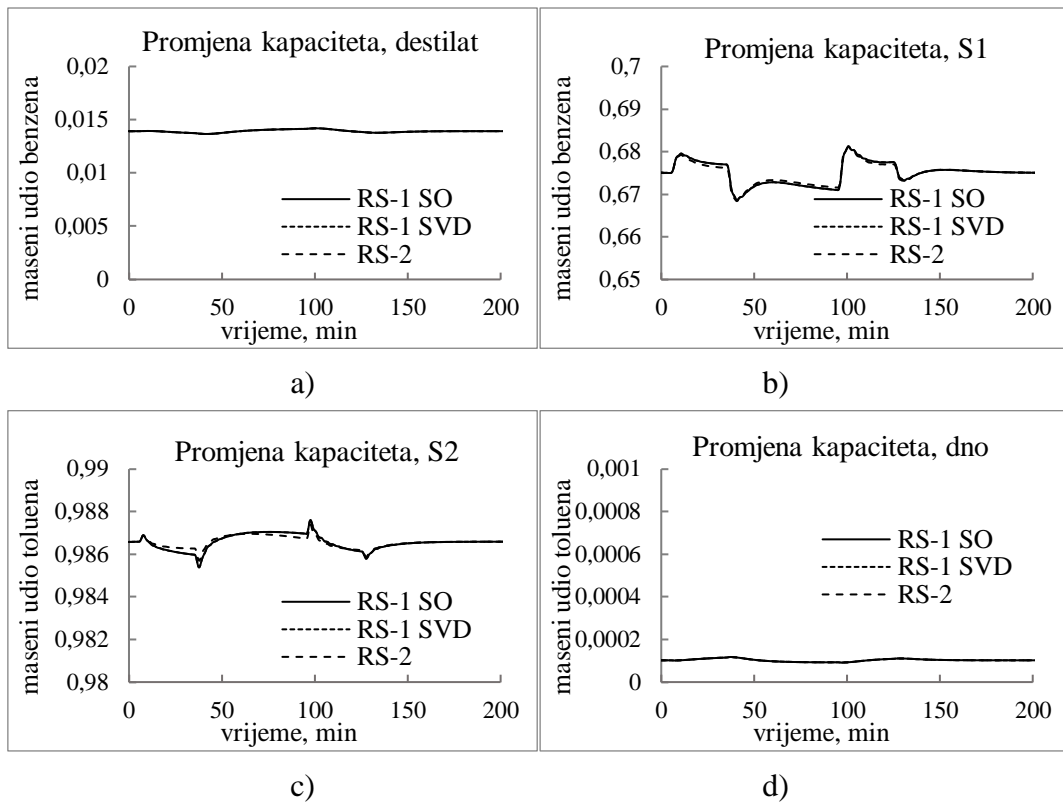 Promjena kapaciteta, destilat
maseni udio benzena
0,02
0,015
0,01
0,005
0
RS-1 SO
RS-1 SVD
RS-2
0
50
100
150
200
vrijeme, min
a)
Promjena kapaciteta, S1
maseni udio benzena
0,7
0,69
0,68
0,67
0,66
0,65
RS-1 SO
RS-1 SVD
RS-2
0
50
100
150
200
vrijeme, min
b)
Promjena kapaciteta, S2
maseni udio toluena
0,99
0,988
0,986
0,984
0,982
0,98
RS-1 SO
RS-1 SVD
RS-2
0
50
100
150
200
vrijeme, min
c)
Promjena kapaciteta, dno
maseni udio toluena
0,001
0,0008
0,0006
0,0004
0,0002
0
RS-1 SO
RS-1 SVD
RS-2
0
50
100
150
200
vrijeme, min
d)